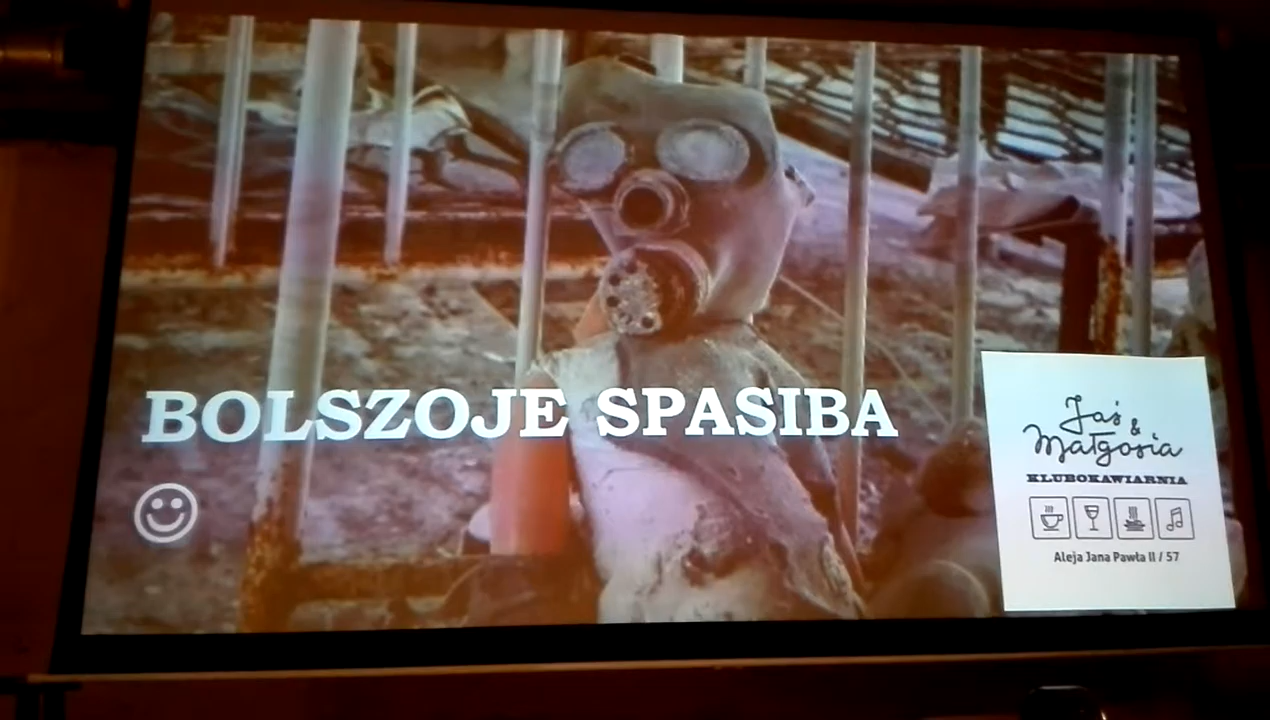 BOLSZOJE SPASIBA
Jaś
&
Małgosia
KLUBOKAWIARNIA
Aleja Jana Pawła II / 57